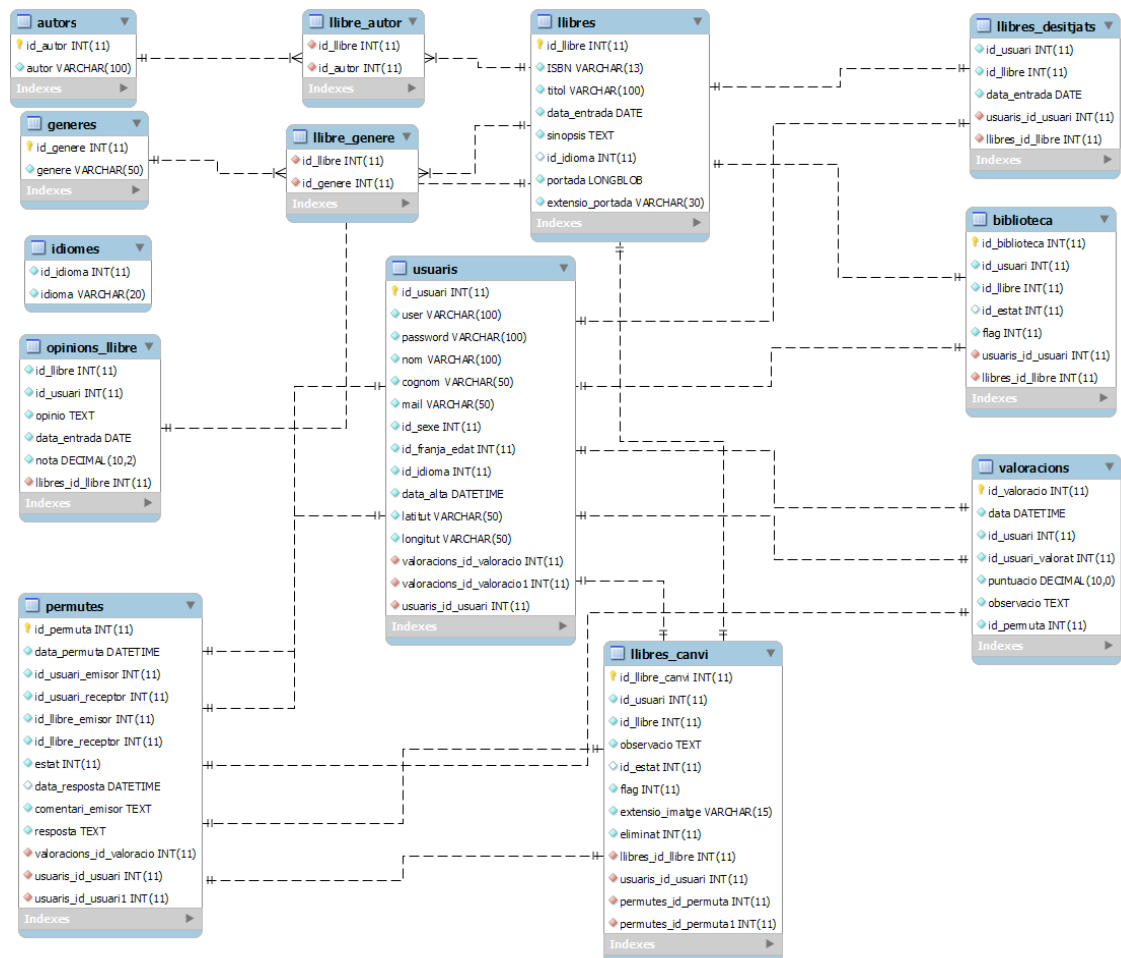 autors
id_autor INT(11)
autor VARCHAR(100)
Indexes
llibre_autor
id_llibre INT(11)
id_autor INT(11)
Indexes
llibres
id_llibre INT(11)
ISBN VARCHAR(13)
titol VARCHAR(100)
data_entrada DATE
sinopsis TEXT
id_idioma INT(11)
portada LONGBLOB
extensio_portada VARCHAR(30)
Indexes
llibres_desitjats
id_usuari INT(11)
id_llibre INT(11)
data_entrada DATE
usuaris_id_usuari INT(11)
llibres_id_llibre INT(11)
Indexes
generes
id_genere INT(11)
genere VARCHAR(50)
Indexes
llibre_genere
id_llibre INT(11)
id_genere INT(11)
Indexes
idiomes
id_idioma INT(11)
idioma VARCHAR(20)
usuaris
id_usuari INT(11)
user VARCHAR(100)
password VARCHAR(100)
nom VARCHAR(100)
cognom VARCHAR(50)
mail VARCHAR(50)
id_sexe INT(11)
id_franja_edat INT(11)
id_idioma INT(11)
data_alta DATETIME
latitut VARCHAR(50)
longitut VARCHAR(50)
valoracions_id_valoracio INT(11)
valoracions_id_valoracio1 INT(11)
usuaris_id_usuari INT(11)
Indexes
biblioteca
id_biblioteca INT(11)
id_usuari INT(11)
id_llibre INT(11)
id_estat INT(11)
flag INT(11)
usuaris_id_usuari INT(11)
llibres_id_llibre INT(11)
Indexes
opinions_llibre
id_llibre INT(11)
id_usuari INT(11)
opinio TEXT
data_entrada DATE
nota DECIMAL(10,2)
llibres_id_llibre INT(11)
Indexes
valoracions
id_valoracio INT(11)
data DATETIME
id_usuari INT(11)
id_usuari_valorat INT(11)
puntuacio DECIMAL(10,0)
observacio TEXT
id_permuta INT(11)
Indexes
permutes
id_permuta INT(11)
data_permuta DATETIME
id_usuari_emisor INT(11)
id_usuari_receptor INT(11)
id_llibre_emisor INT(11)
id_llibre_receptor INT(11)
estat INT(11)
data_resposta DATETIME
comentari_emisor TEXT
resposta TEXT
valoracions_id_valoracio INT(11)
usuaris_id_usuari INT(11)
usuaris_id_usuari1 INT(11)
Indexes
llibres_canvi
id_llibre_canvi INT(11)
id_usuari INT(11)
id_llibre INT(11)
observacio TEXT
id_estat INT(11)
flag INT(11)
extensio_imatge VARCHAR(15)
eliminat INT(11)
llibres_id_llibre INT(11)
usuaris_id_usuari INT(11)
permutes_id_permuta INT(11)
permutes_id_permuta1 INT(11)
Indexes